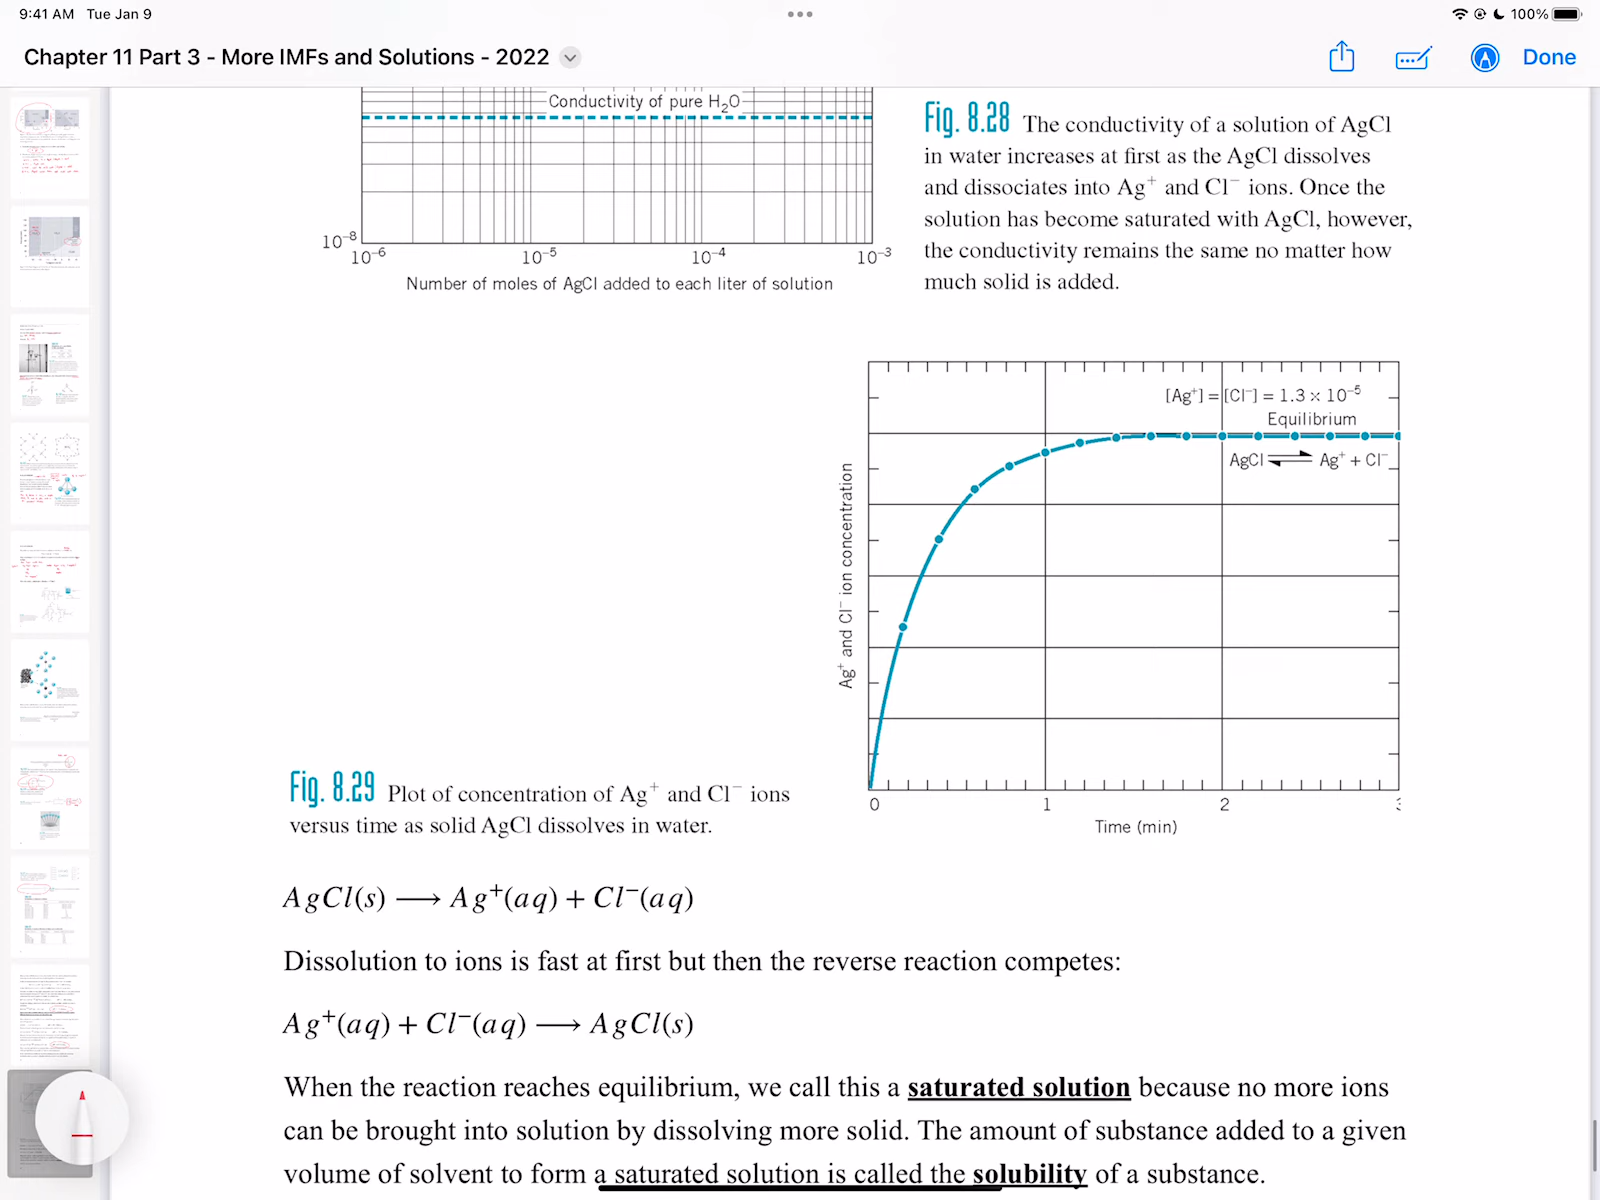 9:41 AM Tue Jan 9
100%
Chapter 11 Part 3 - More IMFs and Solutions - 2022
Done
Conductivity of pure H₂O
10⁻⁸
10⁻⁶ 10⁻⁵ 10⁻⁴ 10⁻³
Number of moles of AgCl added to each liter of solution
Fig. 8.28 The conductivity of a solution of AgCl
in water increases at first as the AgCl dissolves
and dissociates into Ag⁺ and Cl⁻ ions. Once the
solution has become saturated with AgCl, however,
the conductivity remains the same no matter how
much solid is added.
[Ag⁺] = [Cl⁻] = 1.3 × 10⁻⁵
Equilibrium
AgCl ⇌ Ag⁺ + Cl⁻
Ag⁺ and Cl⁻ ion concentration
0 1 2
Time (min)
Fig. 8.29 Plot of concentration of Ag⁺ and Cl⁻ ions
versus time as solid AgCl dissolves in water.
AgCl(s) ⟶ Ag⁺(aq) + Cl⁻(aq)
Dissolution to ions is fast at first but then the reverse reaction competes:
Ag⁺(aq) + Cl⁻(aq) ⟶ AgCl(s)
When the reaction reaches equilibrium, we call this a saturated solution because no more ions
can be brought into solution by dissolving more solid. The amount of substance added to a given
volume of solvent to form a saturated solution is called the solubility of a substance.